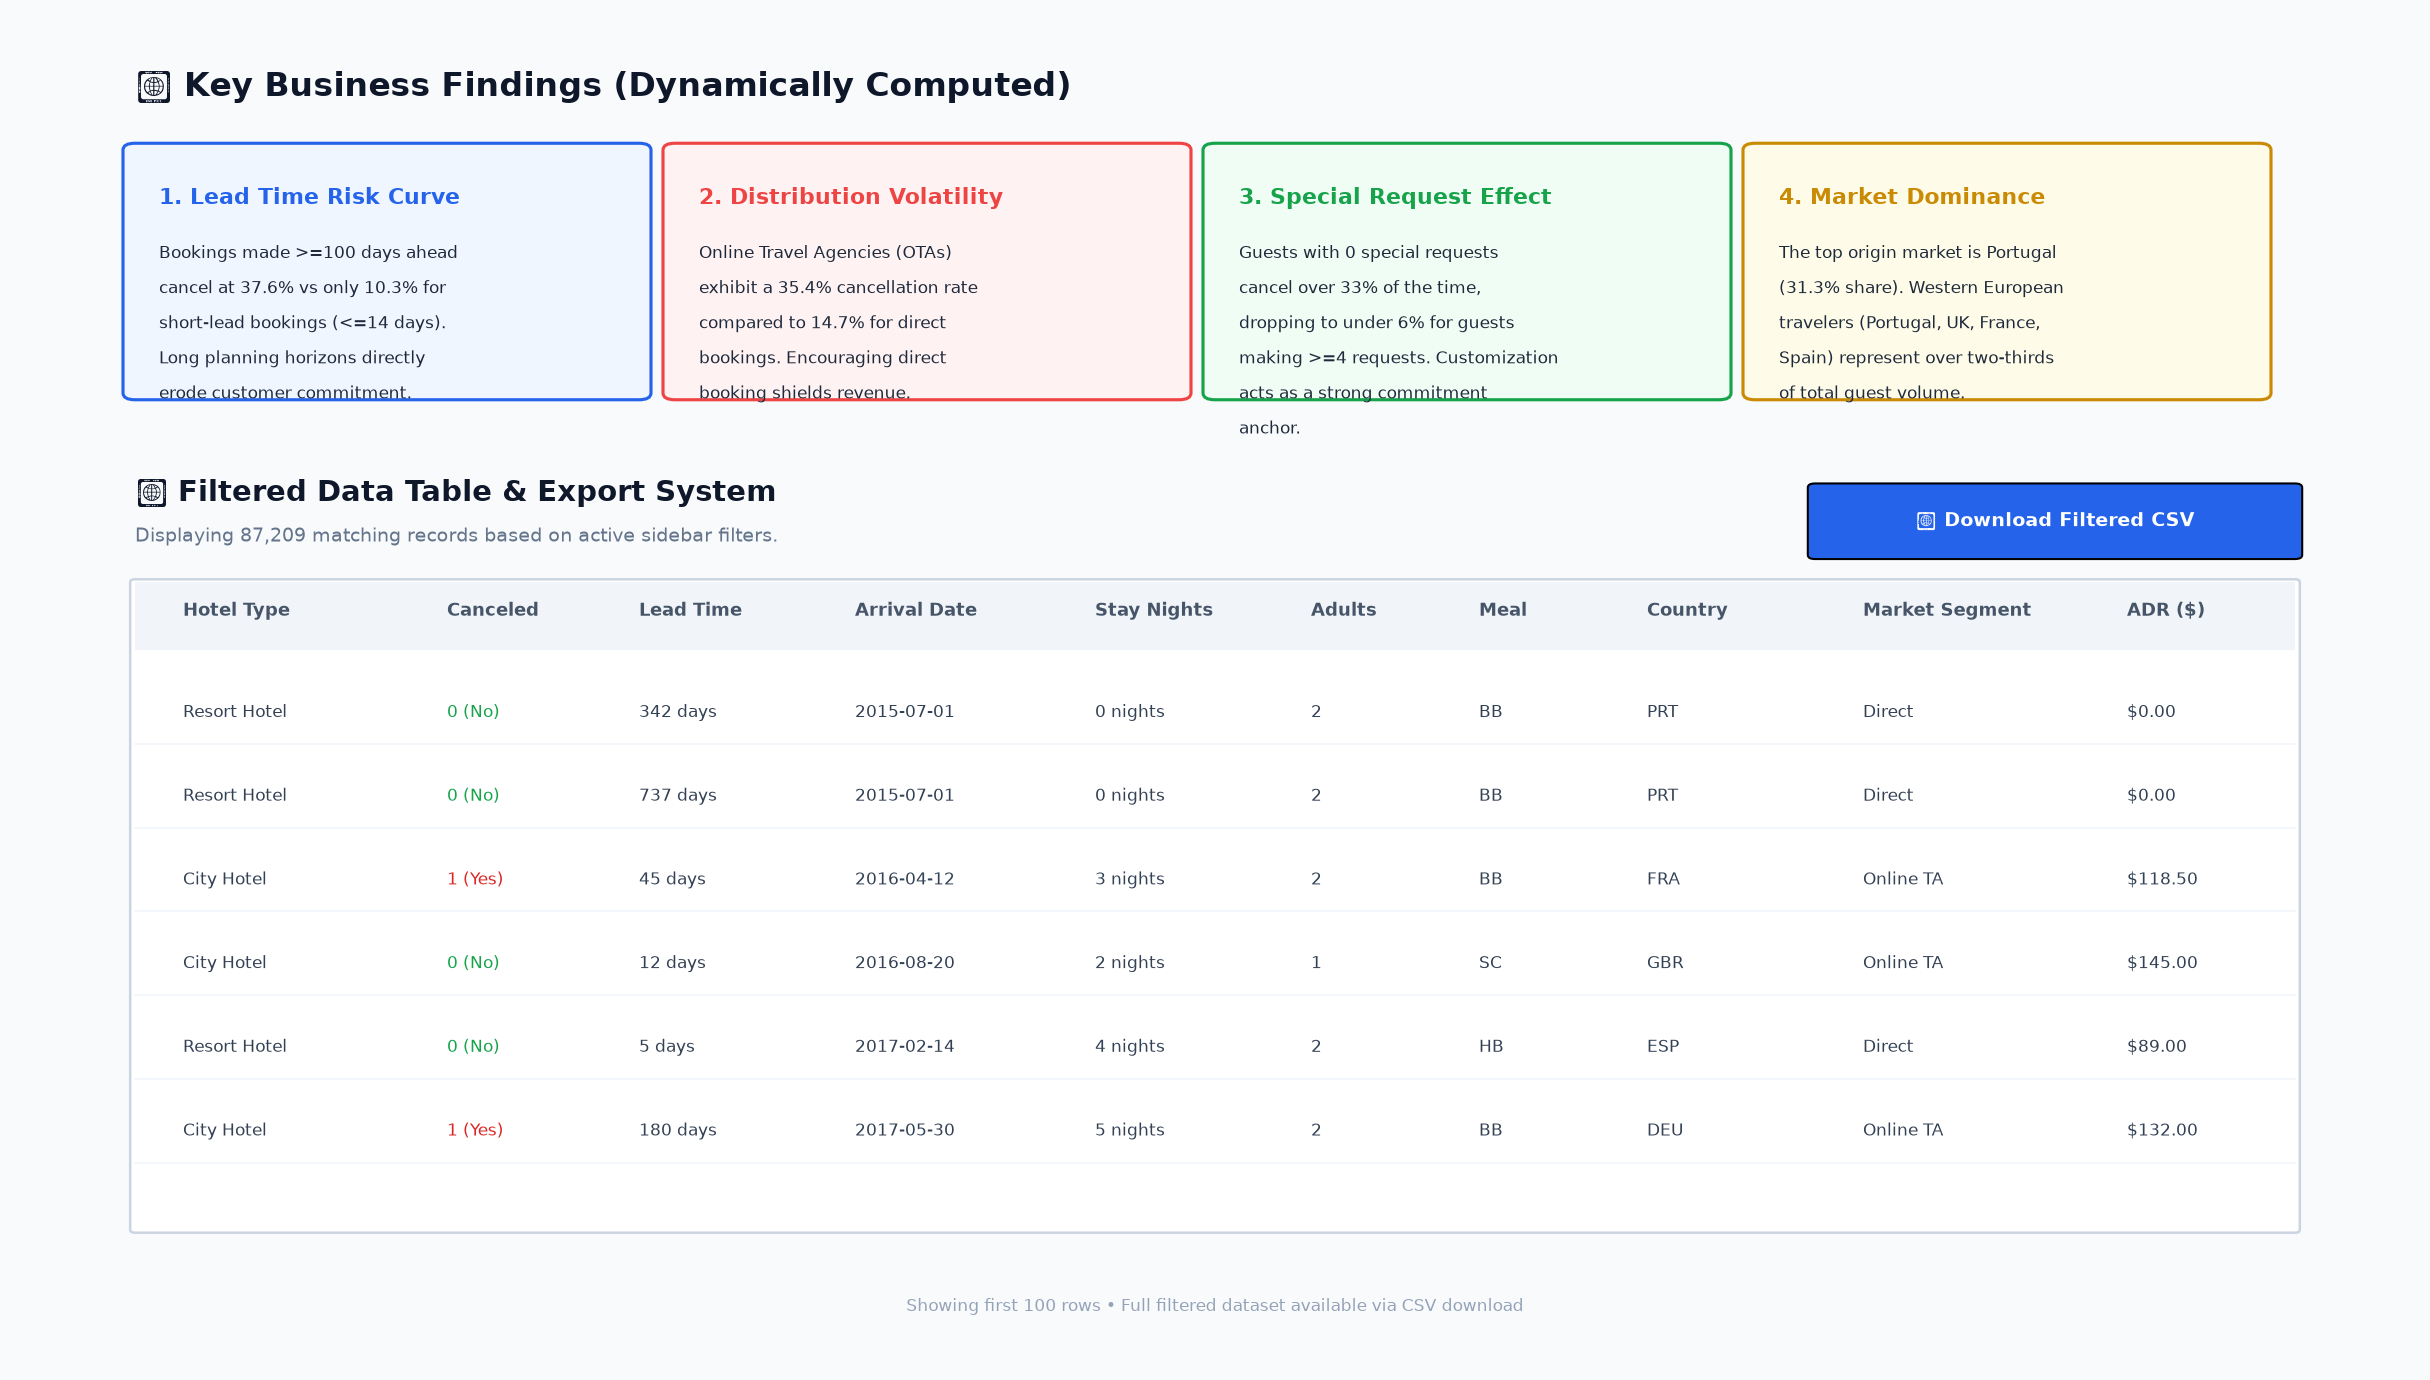 Key Business Findings (Dynamically Computed)
1. Lead Time Risk Curve
Bookings made >=100 days ahead
cancel at 37.6% vs only 10.3% for
short-lead bookings (<=14 days).
Long planning horizons directly
erode customer commitment.
2. Distribution Volatility
Online Travel Agencies (OTAs)
exhibit a 35.4% cancellation rate
compared to 14.7% for direct
bookings. Encouraging direct
booking shields revenue.
3. Special Request Effect
Guests with 0 special requests
cancel over 33% of the time,
dropping to under 6% for guests
making >=4 requests. Customization
acts as a strong commitment
anchor.
4. Market Dominance
The top origin market is Portugal
(31.3% share). Western European
travelers (Portugal, UK, France,
Spain) represent over two-thirds
of total guest volume.
Filtered Data Table & Export System
Displaying 87,209 matching records based on active sidebar filters.
Download Filtered CSV
Hotel Type Canceled Lead Time Arrival Date Stay Nights Adults Meal Country Market Segment ADR ($)
Resort Hotel 0 (No) 342 days 2015-07-01 0 nights 2 BB PRT Direct $0.00
Resort Hotel 0 (No) 737 days 2015-07-01 0 nights 2 BB PRT Direct $0.00
City Hotel 1 (Yes) 45 days 2016-04-12 3 nights 2 BB FRA Online TA $118.50
City Hotel 0 (No) 12 days 2016-08-20 2 nights 1 SC GBR Online TA $145.00
Resort Hotel 0 (No) 5 days 2017-02-14 4 nights 2 HB ESP Direct $89.00
City Hotel 1 (Yes) 180 days 2017-05-30 5 nights 2 BB DEU Online TA $132.00
Showing first 100 rows • Full filtered dataset available via CSV download